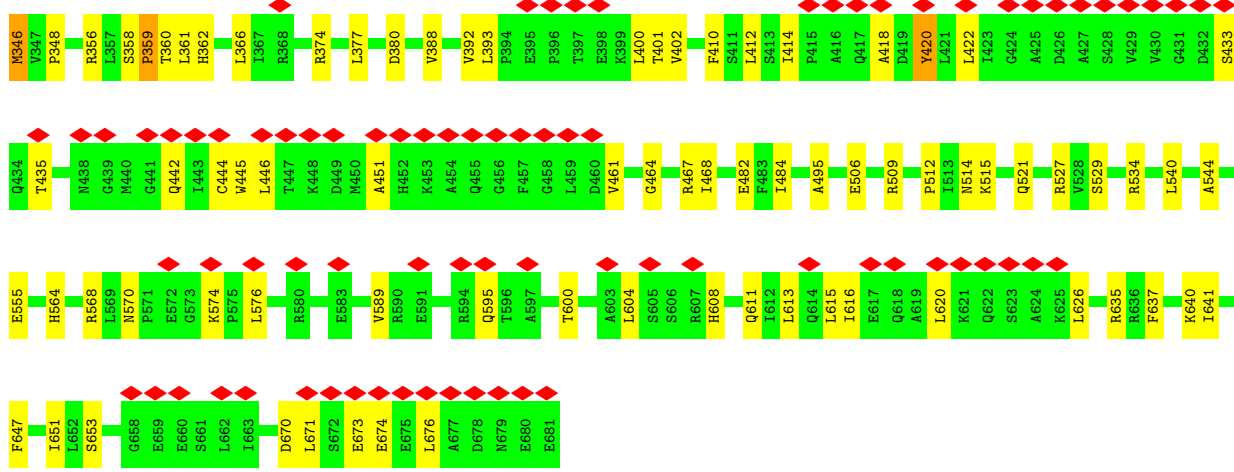 M346 V347 P348 R356 L357 S358 P359 T360 L361 H362 L366 I367 R368 R374 L377 D380 V388 V392 L393 P394 E395 P396 T397 E398 K399 L400 T401 V402 F410 S411 L412 S413 I414 P415 A416 Q417 A418 D419 Y420 L421 L422 I423 G424 A425 D426 A427 S428 V429 V430 G431 D432 S433
Q434 T435 N438 G439 M440 G441 Q442 I443 C444 W445 L446 T447 K448 D449 M450 A451 H452 K453 A454 Q455 G456 F457 G458 L459 D460 V461 G464 R467 I468 E482 F483 I484 A495 E506 R509 P512 I513 N514 K515 Q521 R527 V528 S529 R534 L540 A544
E555 H564 R568 L569 N570 P571 E572 G573 K574 P575 L576 R580 E583 V589 R590 E591 R594 Q595 T596 A597 T600 A603 L604 S605 S606 R607 H608 Q611 I612 L613 Q614 L615 I616 E617 Q618 A619 L620 K621 Q622 S623 A624 K625 L626 R635 R636 F637 K640 I641
F647 I651 L652 S653 G658 E659 E660 S661 L662 I663 D670 L671 S672 E673 E674 E675 L676 A677 D678 N679 E680 E681